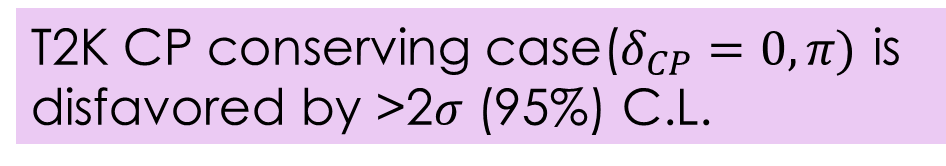 T2K CP conserving case(δ_CP = 0, π) is
disfavored by >2σ (95%) C.L.